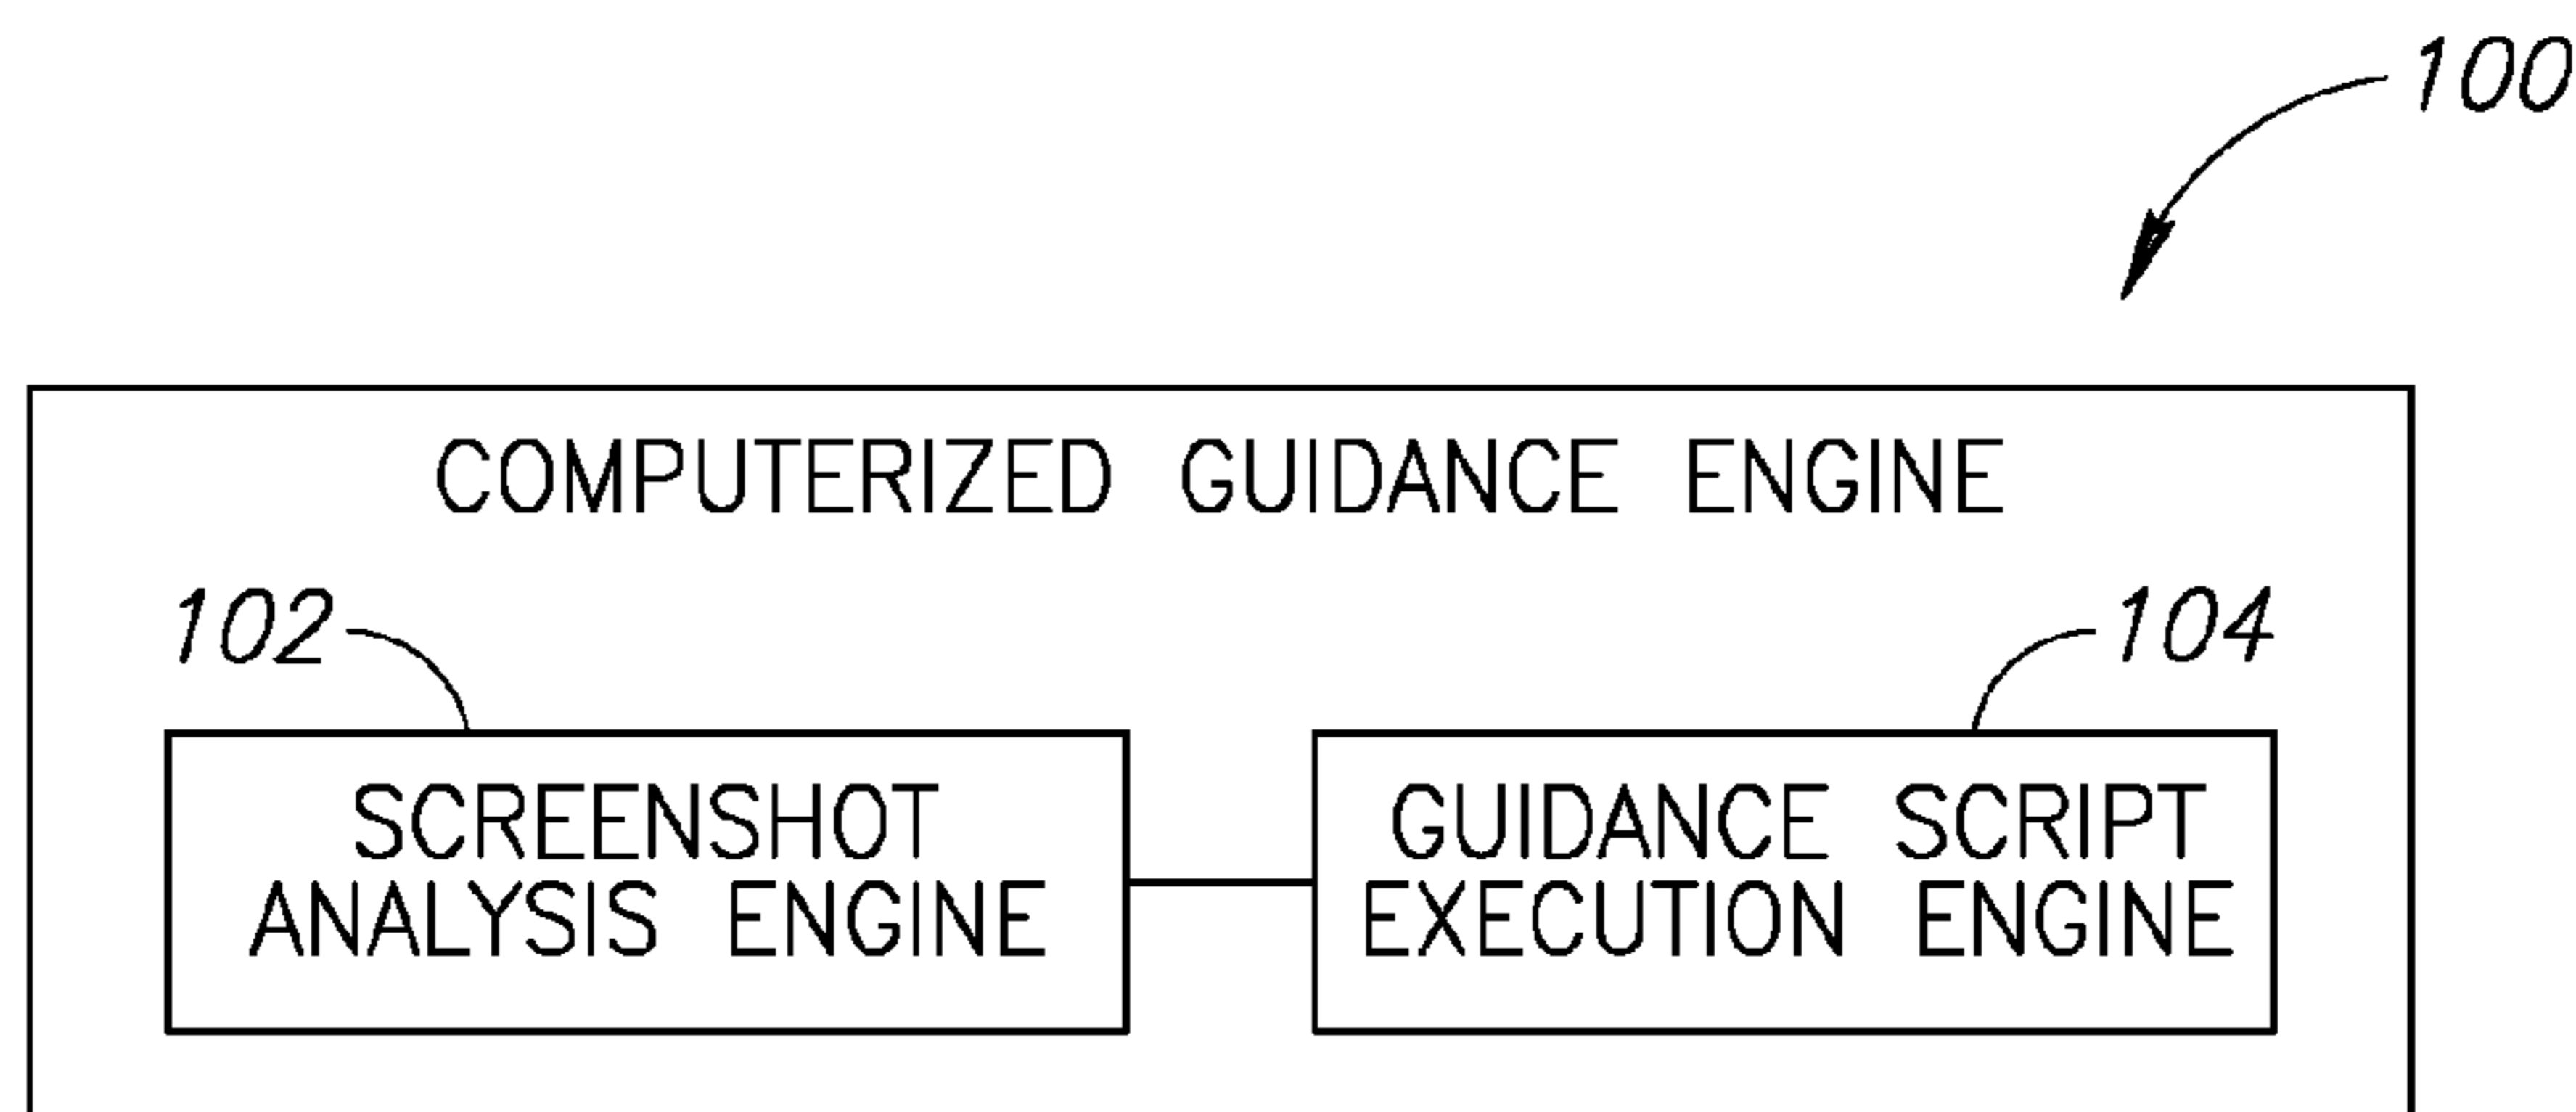 100
COMPUTERIZED GUIDANCE ENGINE
102
104
SCREENSHOT
ANALYSIS ENGINE
GUIDANCE SCRIPT
EXECUTION ENGINE